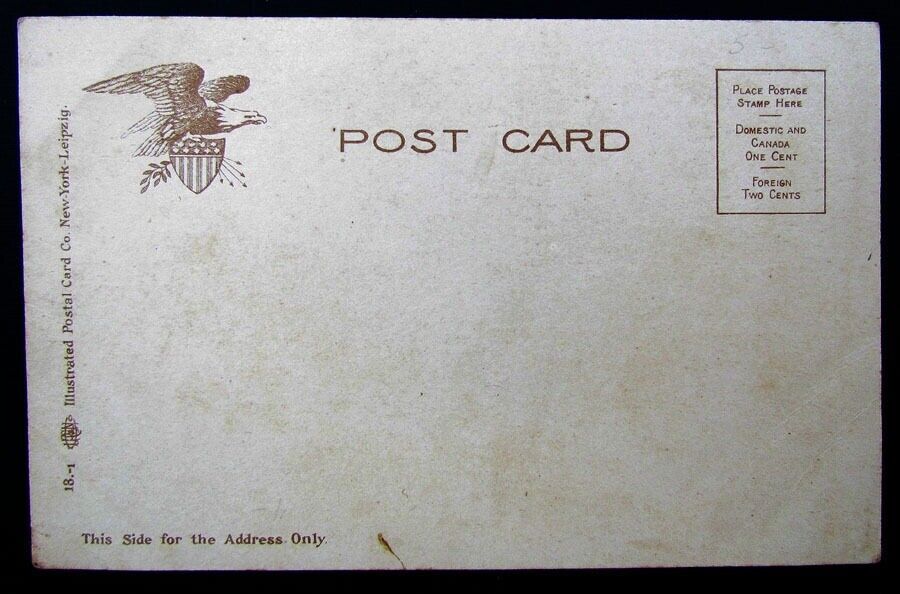 POST CARD
PLACE POSTAGE
STAMP HERE
DOMESTIC AND
CANADA
ONE CENT
FOREIGN
TWO CENTS
18.-1 Illustrated Postal Card Co. New-York-Leipzig.
This Side for the Address Only.